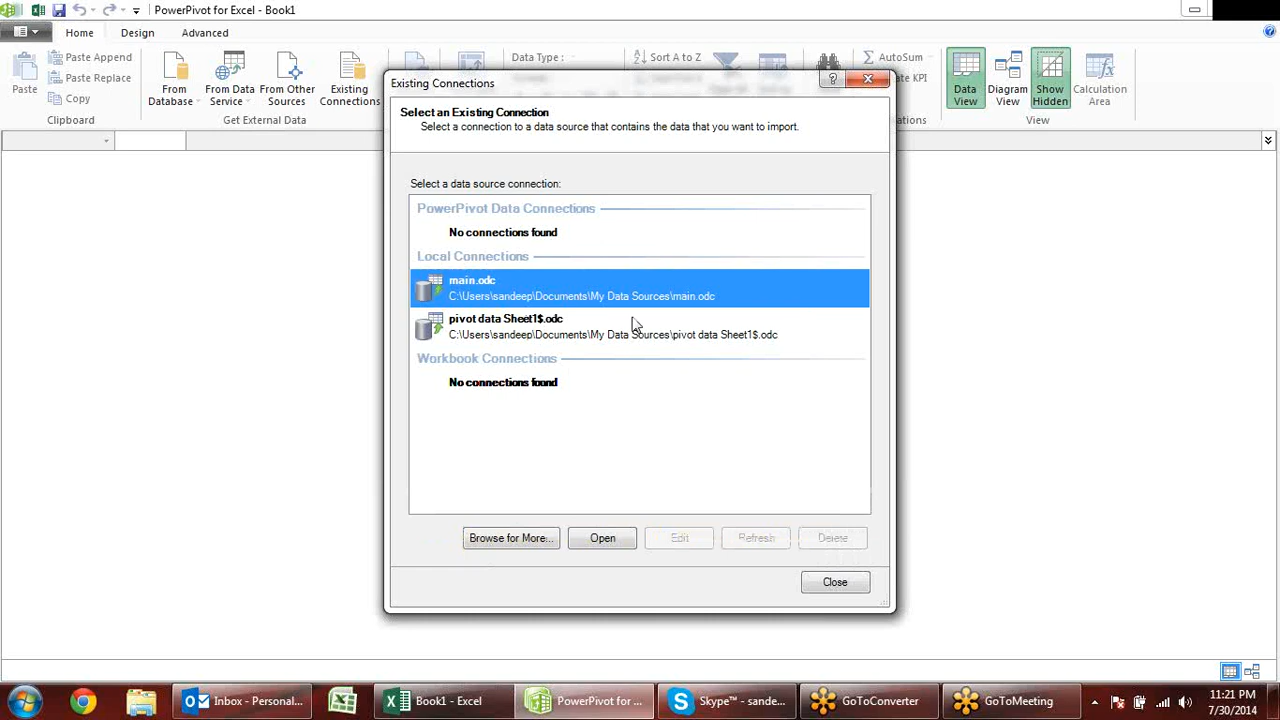 PowerPivot for Excel - Book1
Home
Design
Advanced
Paste
Paste Append
Paste Replace
Copy
Clipboard
From Database
From Data Service
From Other Sources
Existing Connections
Get External Data
Data Type :
Sort A to Z
AutoSum
Data View
Diagram View
Show Hidden
Calculation Area
View
Existing Connections
Select an Existing Connection
Select a connection to a data source that contains the data that you want to import.
Select a data source connection:
PowerPivot Data Connections
No connections found
Local Connections
main.odc
C:\Users\sandeep\Documents\My Data Sources\main.odc
pivot data Sheet1$.odc
C:\Users\sandeep\Documents\My Data Sources\pivot data Sheet1$.odc
Workbook Connections
No connections found
Browse for More...
Open
Edit
Refresh
Delete
Close
Inbox - Personal...
Book1 - Excel
PowerPivot for ...
Skype™ - sande...
GoToConverter
GoToMeeting
11:21 PM
7/30/2014